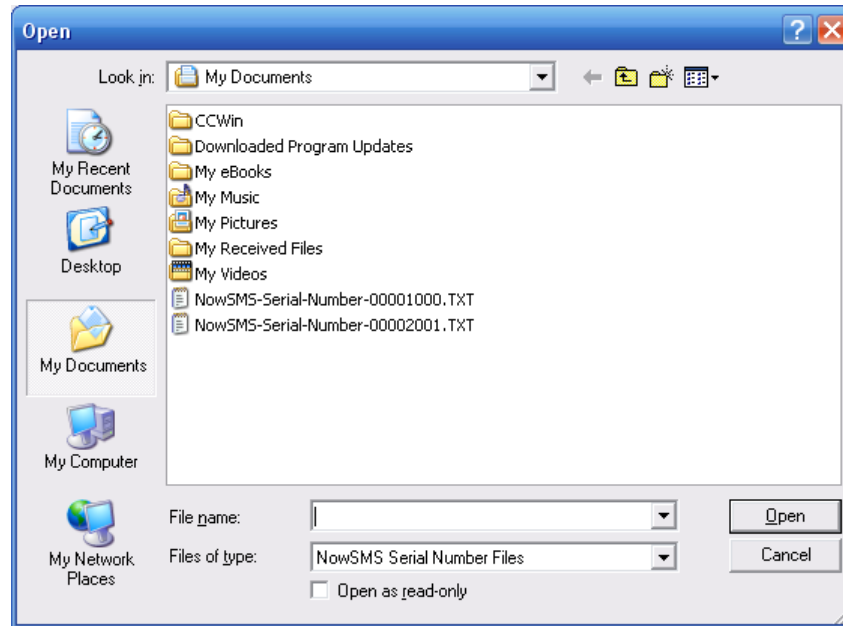 Open
Look in:
My Documents
My Recent
Documents
Desktop
My Documents
My Computer
My Network
Places
CCWin
Downloaded Program Updates
My eBooks
My Music
My Pictures
My Received Files
My Videos
NowSMS-Serial-Number-00001000.TXT
NowSMS-Serial-Number-00002001.TXT
File name:
Open
Files of type:
NowSMS Serial Number Files
Cancel
Open as read-only